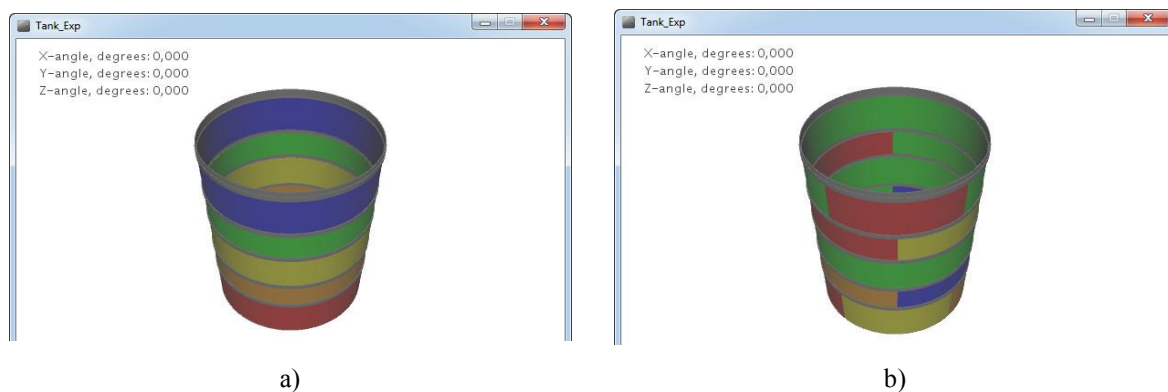 Tank_Exp
X-angle, degrees: 0,000
Y-angle, degrees: 0,000
Z-angle, degrees: 0,000
a)
Tank_Exp
X-angle, degrees: 0,000
Y-angle, degrees: 0,000
Z-angle, degrees: 0,000
b)